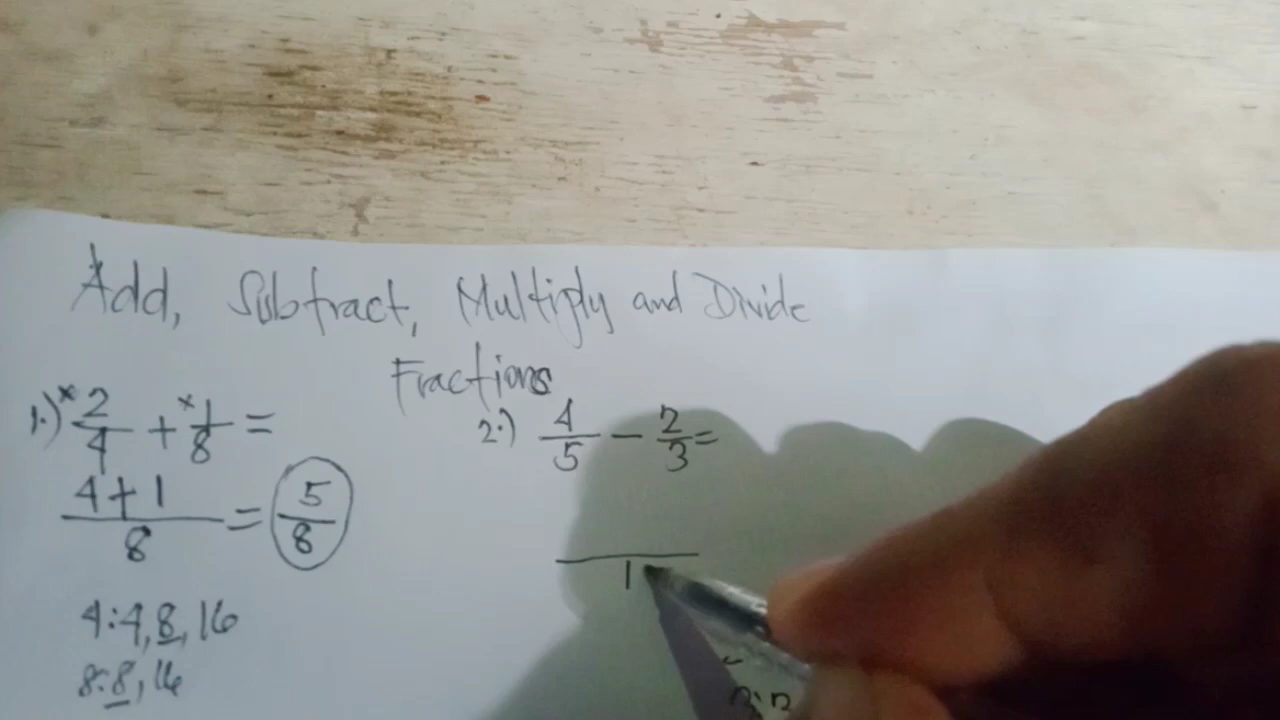 Add, Subtract, Multiply and Divide
Fractions
1.) × 2/4 + × 1/8 =
4+1/8 = 5/8
4:4, 8, 16
8:8, 16
2.) 4/5 - 2/3 =
1